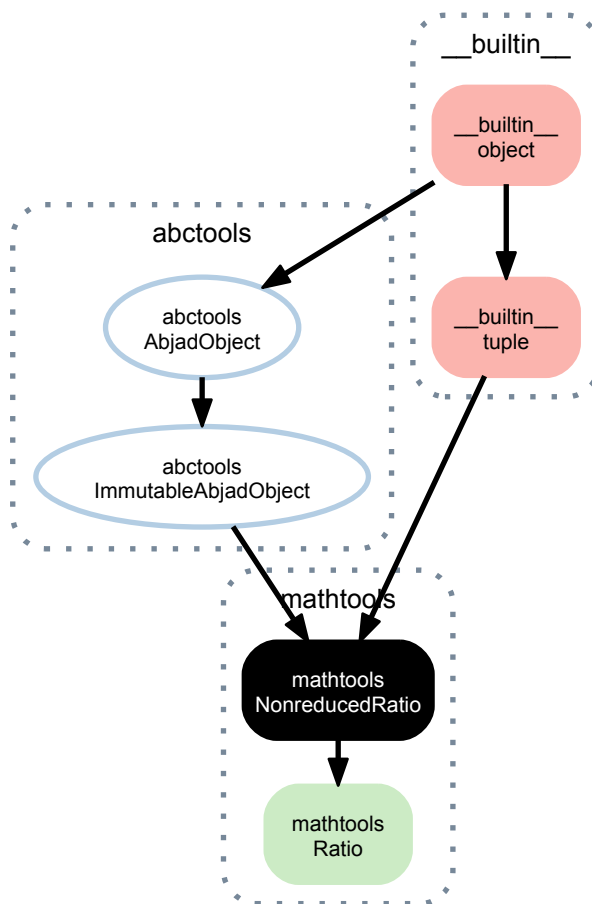 __builtin__
__builtin__
object
abctools
abctools
AbjadObject
__builtin__
tuple
abctools
ImmutableAbjadObject
mathtools
mathtools
NonreducedRatio
mathtools
Ratio